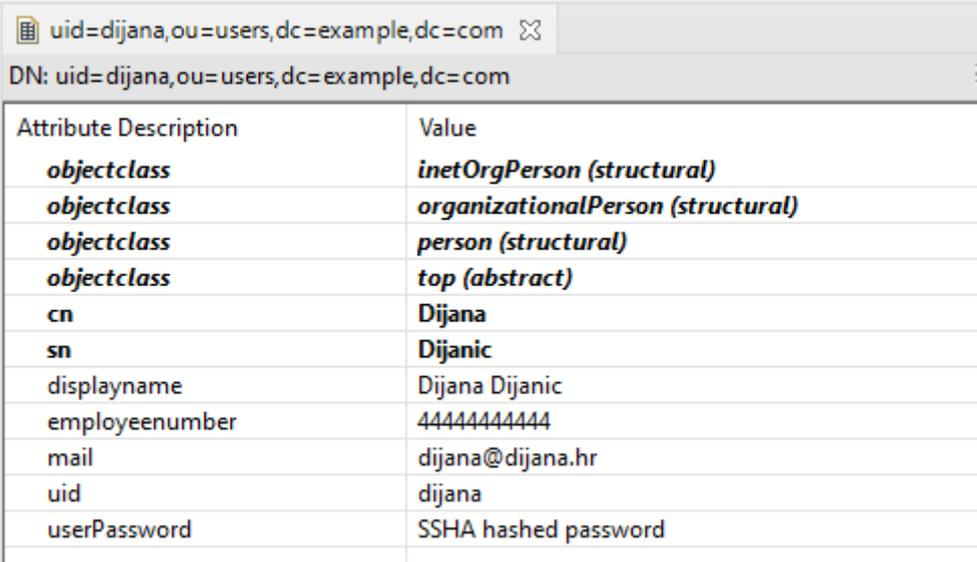 uid=dijana,ou=users,dc=example,dc=com
DN: uid=dijana,ou=users,dc=example,dc=com
Attribute Description Value
objectclass inetOrgPerson (structural)
objectclass organizationalPerson (structural)
objectclass person (structural)
objectclass top (abstract)
cn Dijana
sn Dijanic
displayname Dijana Dijanic
employeenumber 44444444444
mail dijana@dijana.hr
uid dijana
userPassword SSHA hashed password